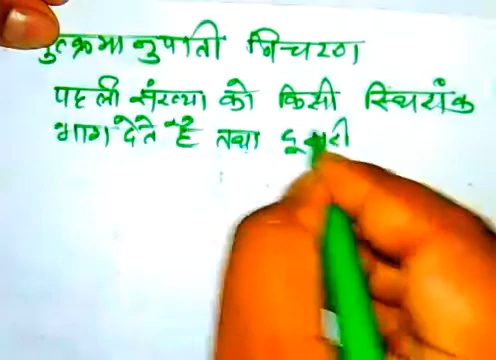 व्युत्क्रमानुपाती विचरण
पहली संख्या को किसी स्थिरांक
भाग देते है तथा दूसरी